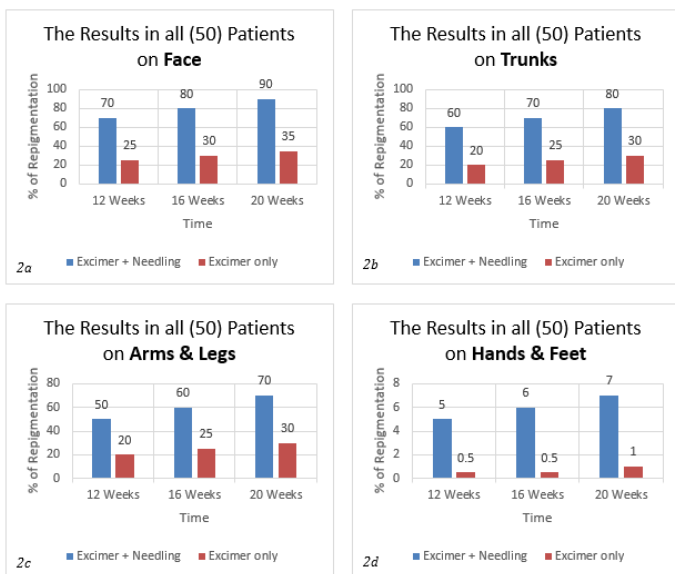 The Results in all (50) Patients
on Face
% of Repigmentation
100
80
60
40
20
0
70
25
80
30
90
35
12 Weeks 16 Weeks 20 Weeks
Time
2a Excimer + Needling Excimer only
The Results in all (50) Patients
on Trunks
% of Repigmentation
100
80
60
40
20
0
60
20
70
25
80
30
12 Weeks 16 Weeks 20 Weeks
Time
2b Excimer + Needling Excimer only
The Results in all (50) Patients
on Arms & Legs
% of Repigmentation
80
60
40
20
0
50
20
60
25
70
30
12 Weeks 16 Weeks 20 Weeks
Time
2c Excimer + Needling Excimer only
The Results in all (50) Patients
on Hands & Feet
% of Repigmentation
8
6
4
2
0
5
0.5
6
0.5
7
1
12 Weeks 16 Weeks 20 Weeks
Time
2d Excimer + Needling Excimer only